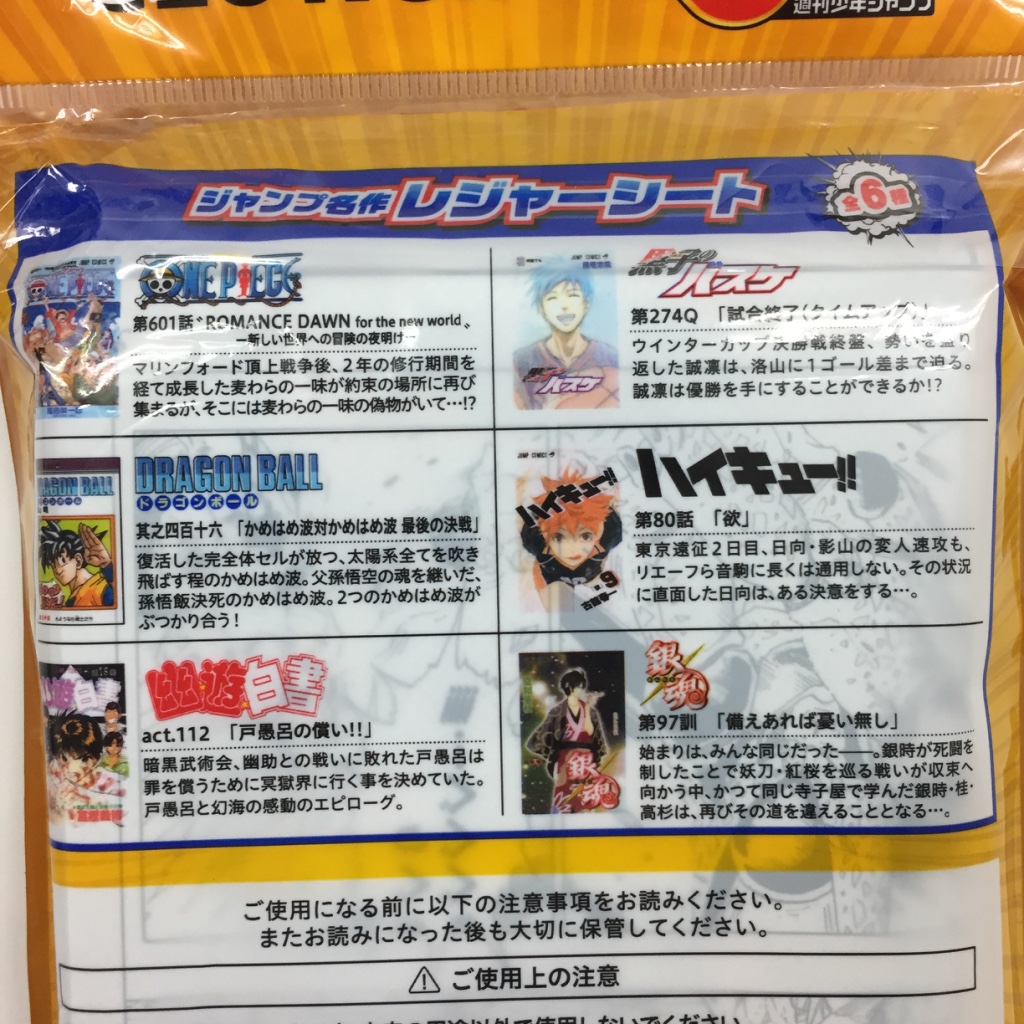 週刊少年ジャンプ
ジャンプ名作 レジャーシート
全6種
ONE PIECE
第601話“ROMANCE DAWN for the new world„
ー新しい世界への冒険の夜明けー
マリンフォード頂上戦争後、2年の修行期間を
経て成長した麦わらの一味が約束の場所に再び
集まるが、そこには麦わらの一味の偽物がいて…!?
黒子のバスケ
第274Q 「試合終了(タイムアップ)」
ウインターカップ決勝戦終盤、勢いを盛り
返した誠凛は、洛山に1ゴール差まで迫る。
誠凛は優勝を手にすることができるか!?
DRAGON BALL
ドラゴンボール
其之四百十六 「かめはめ波対かめはめ波 最後の決戦」
復活した完全体セルが放つ、太陽系全てを吹き
飛ばす程のかめはめ波。父孫悟空の魂を継いだ、
孫悟飯決死のかめはめ波。2つのかめはめ波が
ぶつかり合う!
ハイキュー!!
第80話 「欲」
東京遠征2日目、日向・影山の変人速攻も、
リエーフら音駒に長くは通用しない。その状況
に直面した日向は、ある決意をする…。
幽☆遊☆白書
act.112 「戸愚呂の償い!!」
暗黒武術会、幽助との戦いに敗れた戸愚呂は
罪を償うために冥獄界に行く事を決めていた。
戸愚呂と幻海の感動のエピローグ。
銀魂
第97訓 「備えあれば憂い無し」
始まりは、みんな同じだった――。銀時が死闘を
制したことで妖刀・紅桜を巡る戦いが収束へ
向かう中、かつて同じ寺子屋で学んだ銀時・桂・
高杉は、再びその道を違えることとなる…。
ご使用になる前に以下の注意事項をお読みください。
またお読みになった後も大切に保管してください。
⚠ ご使用上の注意